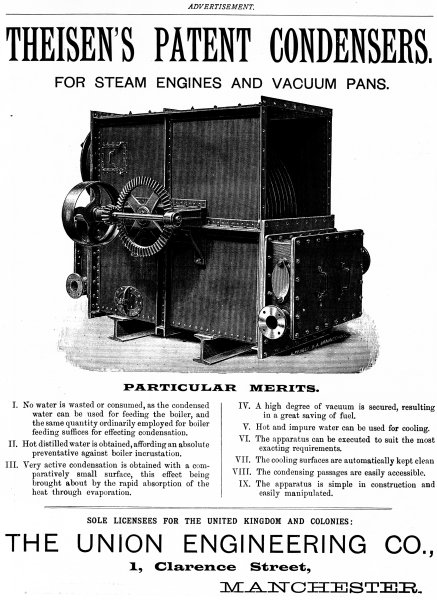 ADVERTISEMENT.
THEISEN'S PATENT CONDENSERS.
FOR STEAM ENGINES AND VACUUM PANS.
PARTICULAR MERITS.
I. No water is wasted or consumed, as the condensed
water can be used for feeding the boiler, and
the same quantity ordinarily employed for boiler
feeding suffices for effecting condensation.
II. Hot distilled water is obtained, affording an absolute
preventative against boiler incrustation.
III. Very active condensation is obtained with a com-
paratively small surface, this effect being
brought about by the rapid absorption of the
heat through evaporation.
IV. A high degree of vacuum is secured, resulting
in a great saving of fuel.
V. Hot and impure water can be used for cooling.
VI. The apparatus can be executed to suit the most
exacting requirements.
VII. The cooling surfaces are automatically kept clean
VIII. The condensing passages are easily accessible.
IX. The apparatus is simple in construction and
easily manipulated.
SOLE LICENSEES FOR THE UNITED KINGDOM AND COLONIES:
THE UNION ENGINEERING CO.,
1, Clarence Street,
MANCHESTER.